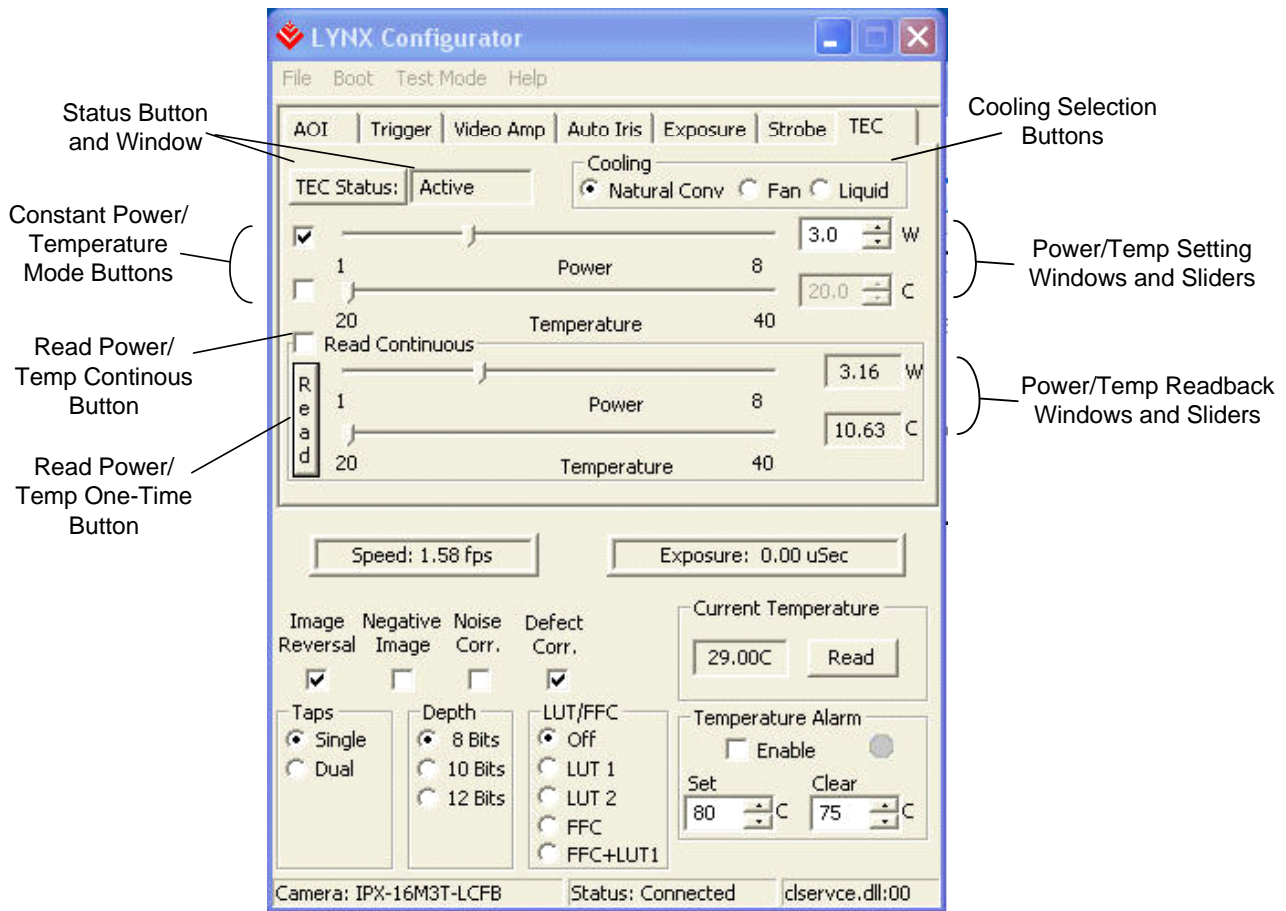 LYNX Configurator
File Boot Test Mode Help
Status Button
and Window
Cooling Selection
Buttons
AOI Trigger Video Amp Auto Iris Exposure Strobe TEC
Cooling
TEC Status: Active
Natural Conv Fan Liquid
Constant Power/
Temperature
Mode Buttons
3.0 W
1 Power 8
20.0 C
20 Temperature 40
Power/Temp Setting
Windows and Sliders
Read Power/
Temp Continous
Button
Read Continuous
Read
3.16 W
1 Power 8
10.63 C
20 Temperature 40
Power/Temp Readback
Windows and Sliders
Read Power/
Temp One-Time
Button
Speed: 1.58 fps
Exposure: 0.00 uSec
Image
Reversal
Negative
Image
Noise
Corr.
Defect
Corr.
Current Temperature
29.00C Read
Taps
Single
Dual
Depth
8 Bits
10 Bits
12 Bits
LUT/FFC
Off
LUT 1
LUT 2
FFC
FFC+LUT1
Temperature Alarm
Enable
Set Clear
80 C 75 C
Camera: IPX-16M3T-LCFB Status: Connected clservce.dll:00